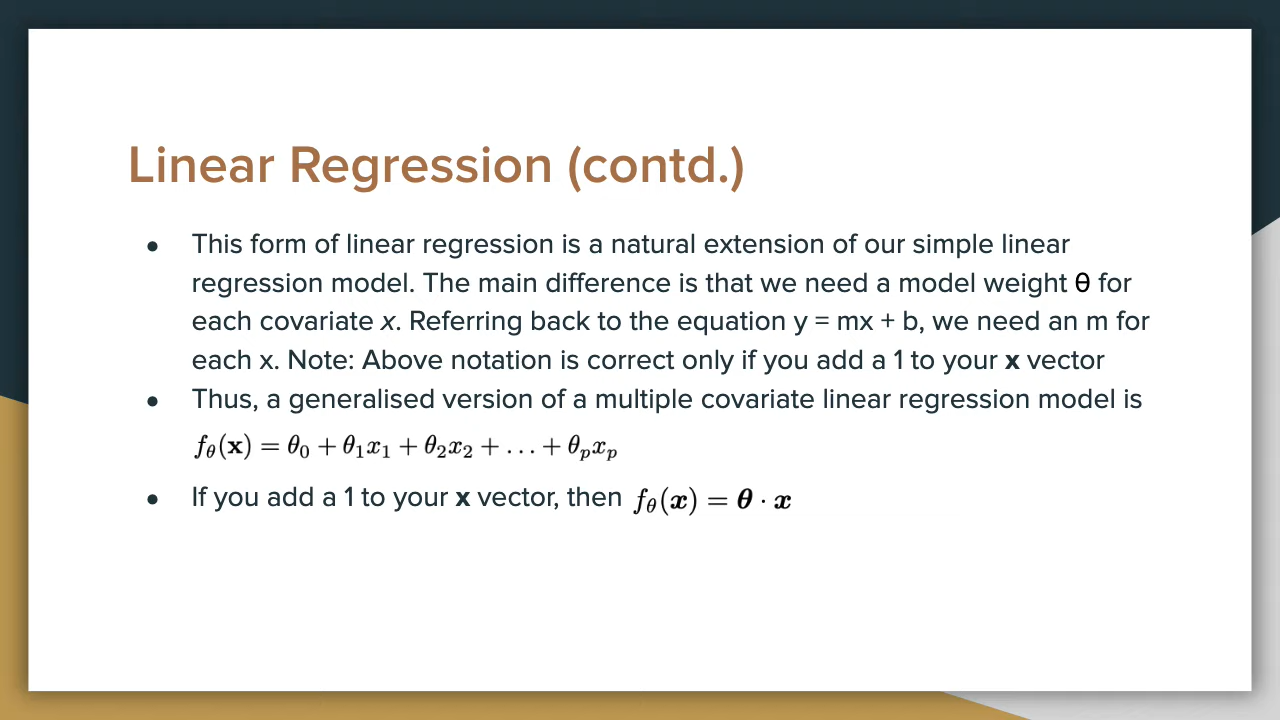 Linear Regression (contd.)
● This form of linear regression is a natural extension of our simple linear
regression model. The main difference is that we need a model weight θ for
each covariate x. Referring back to the equation y = mx + b, we need an m for
each x. Note: Above notation is correct only if you add a 1 to your x vector
● Thus, a generalised version of a multiple covariate linear regression model is
f_θ(x) = θ₀ + θ₁x₁ + θ₂x₂ + … + θₚxₚ
● If you add a 1 to your x vector, then f_θ(x) = θ · x